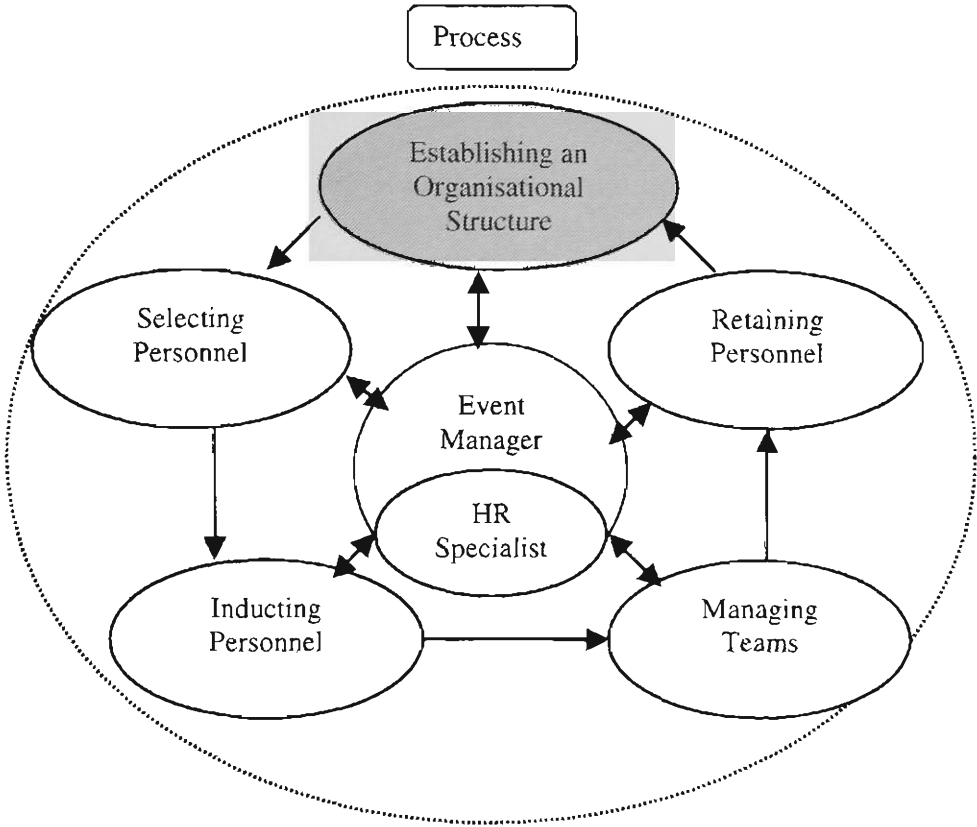 Process
Establishing an
Organisational
Structure
Selecting
Personnel
Retaining
Personnel
Event
Manager
HR
Specialist
Inducting
Personnel
Managing
Teams